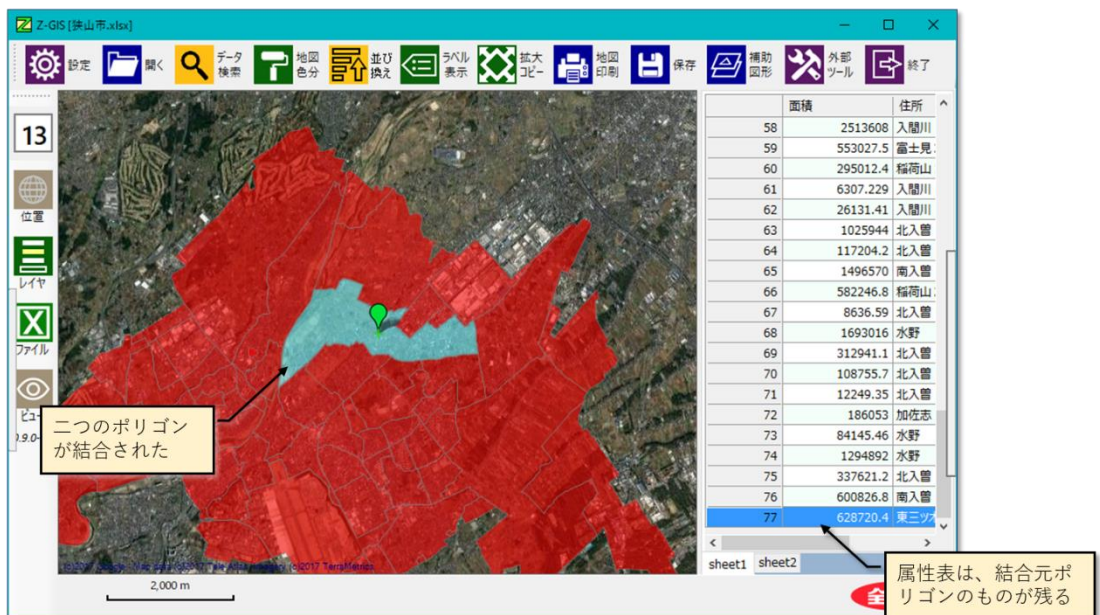 Z-GIS [狭山市.xlsx]
設定
開く
データ
検索
地図
色分
並び
換え
ラベル
表示
拡大
コピー
地図
印刷
保存
補助
図形
外部
ツール
終了
13
位置
レイヤ
ファイル
ビュー
二つのポリゴン
が結合された
2,000 m
面積 住所
58 2513608 入間川
59 553027.5 富士見
60 295012.4 稲荷山
61 6307.229 入間川
62 26131.41 入間川
63 1025944 北入曽
64 117204.2 北入曽
65 1496570 南入曽
66 582246.8 稲荷山
67 8636.59 北入曽
68 1693016 水野
69 312941.1 北入曽
70 108755.7 北入曽
71 12249.35 北入曽
72 186053 加佐志
73 84145.46 水野
74 1294892 水野
75 337621.2 北入曽
76 600826.8 南入曽
77 628720.4 東三ツ木
sheet1 sheet2
属性表は、結合元ポ
リゴンのものが残る
全